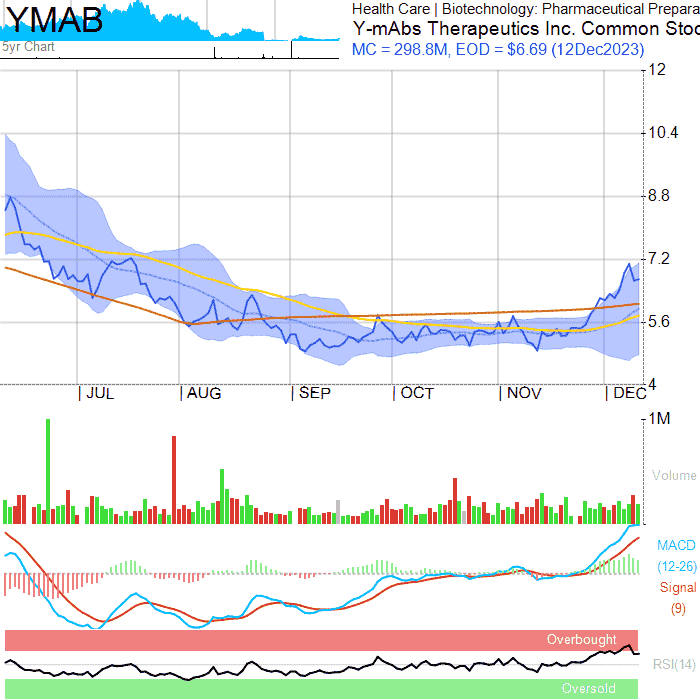 YMAB
5yr Chart
Health Care | Biotechnology: Pharmaceutical Prepara
Y-mAbs Therapeutics Inc. Common Stoc
MC = 298.8M, EOD = $6.69 (12Dec2023)
12
10.4
8.8
7.2
5.6
4
JUL AUG SEP OCT NOV DEC
1M
Volume
MACD
(12-26)
Signal
(9)
Overbought
RSI(14)
Oversold